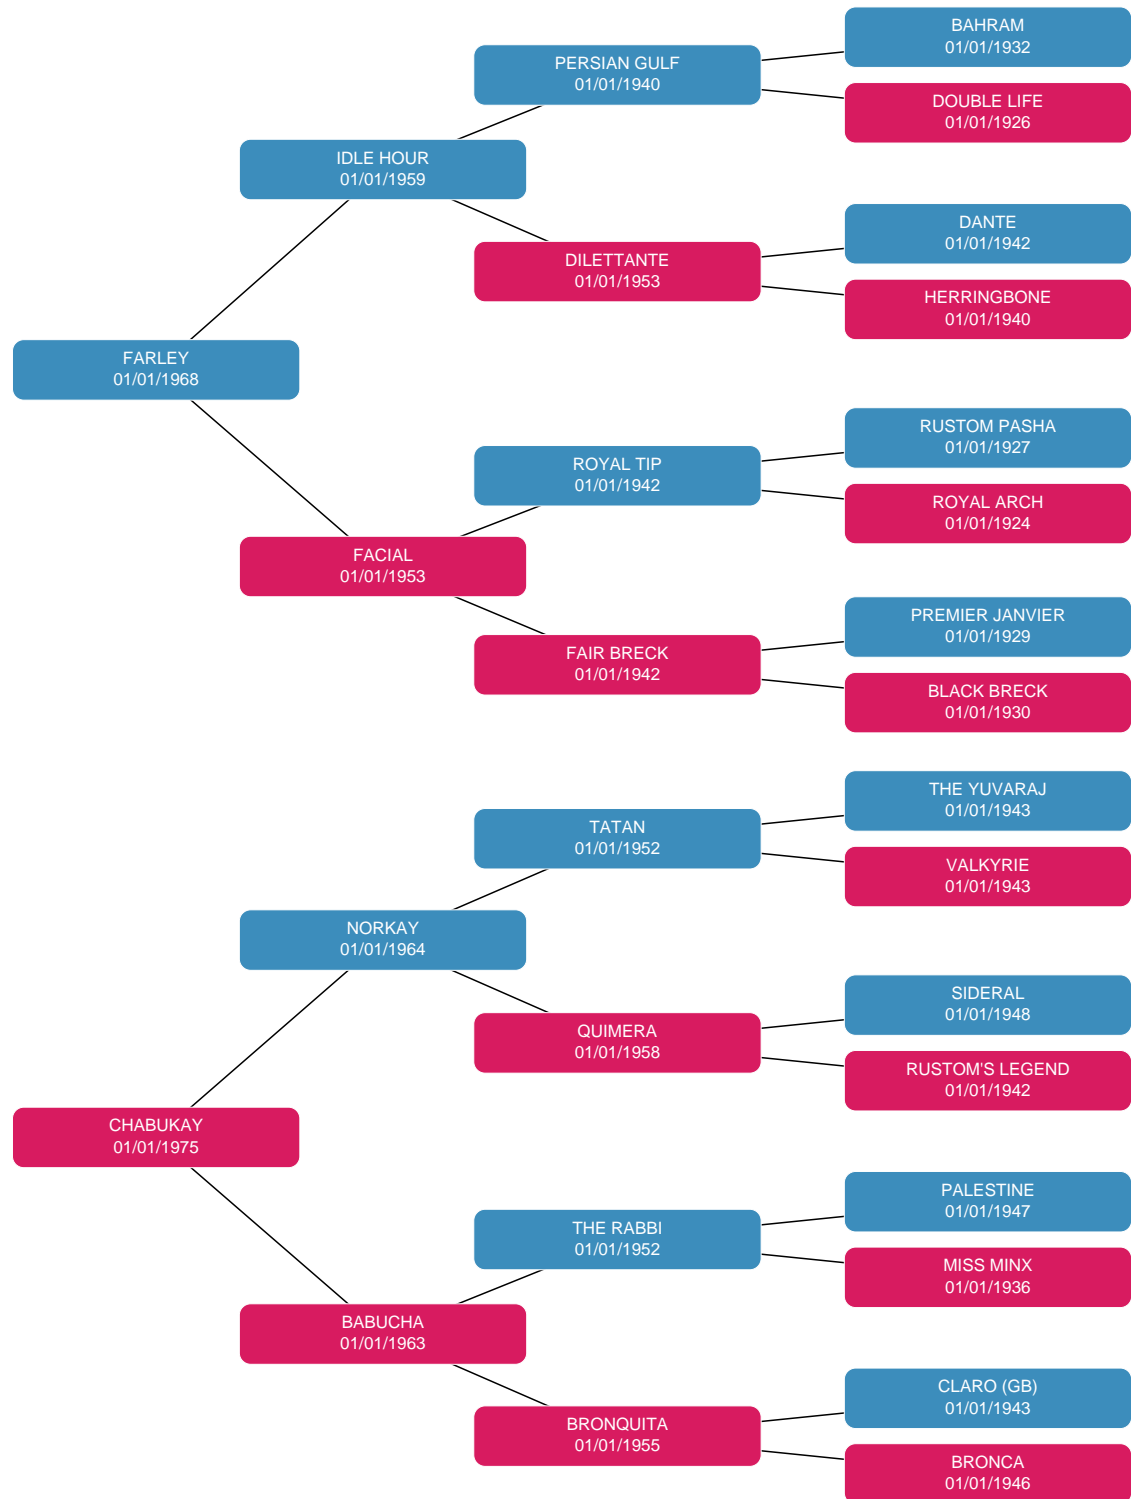 BAHRAM
01/01/1932
PERSIAN GULF
01/01/1940
DOUBLE LIFE
01/01/1926
IDLE HOUR
01/01/1959
DANTE
01/01/1942
DILETTANTE
01/01/1953
HERRINGBONE
01/01/1940
FARLEY
01/01/1968
RUSTOM PASHA
01/01/1927
ROYAL TIP
01/01/1942
ROYAL ARCH
01/01/1924
FACIAL
01/01/1953
PREMIER JANVIER
01/01/1929
FAIR BRECK
01/01/1942
BLACK BRECK
01/01/1930
THE YUVARAJ
01/01/1943
TATAN
01/01/1952
VALKYRIE
01/01/1943
NORKAY
01/01/1964
SIDERAL
01/01/1948
QUIMERA
01/01/1958
RUSTOM'S LEGEND
01/01/1942
CHABUKAY
01/01/1975
PALESTINE
01/01/1947
THE RABBI
01/01/1952
MISS MINX
01/01/1936
BABUCHA
01/01/1963
CLARO (GB)
01/01/1943
BRONQUITA
01/01/1955
BRONCA
01/01/1946